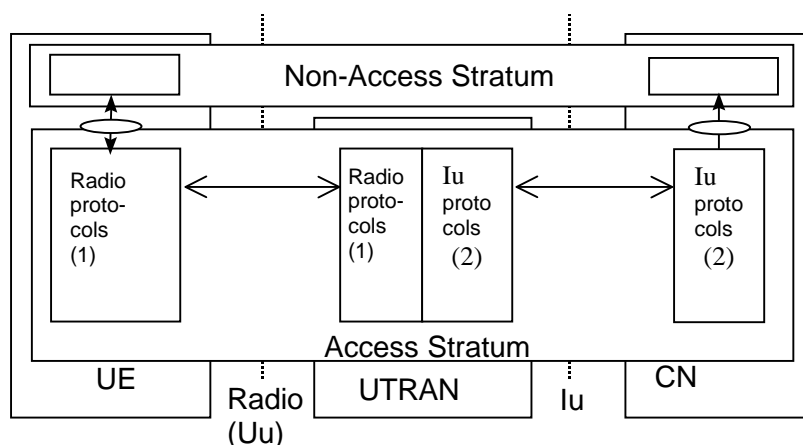 Non-Access Stratum
Radio
proto-
cols
(1)
Radio
proto-
cols
(1)
Iu
proto
cols
(2)
Iu
proto
cols
(2)
Access Stratum
UE
Radio
(Uu)
UTRAN
Iu
CN